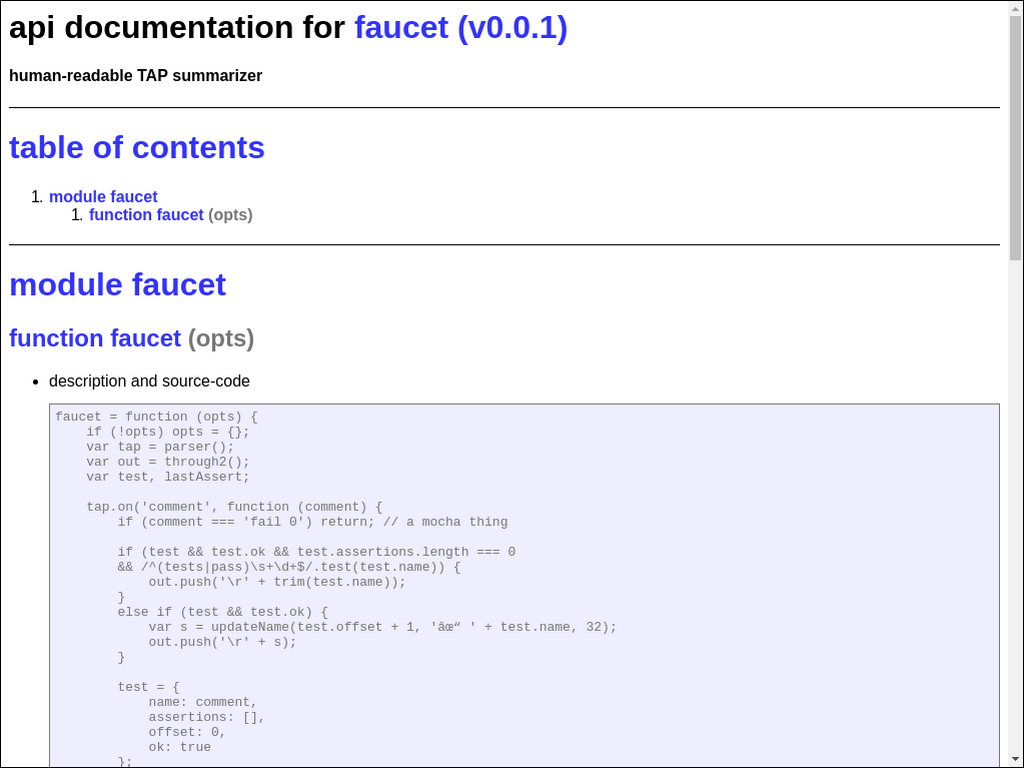 api documentation for faucet (v0.0.1)
human-readable TAP summarizer
table of contents
1. module faucet
1. function faucet (opts)
module faucet
function faucet (opts)
• description and source-code
faucet = function (opts) {
    if (!opts) opts = {};
    var tap = parser();
    var out = through2();
    var test, lastAssert;
    tap.on('comment', function (comment) {
        if (comment === 'fail 0') return; // a mocha thing
        if (test && test.ok && test.assertions.length === 0
        && /^(tests|pass)\s+\d+$/.test(test.name)) {
            out.push('\r' + trim(test.name));
        }
        else if (test && test.ok) {
            var s = updateName(test.offset + 1, 'âœ“ ' + test.name, 32);
            out.push('\r' + s);
        }
        test = {
            name: comment,
            assertions: [],
            offset: 0,
            ok: true
        };